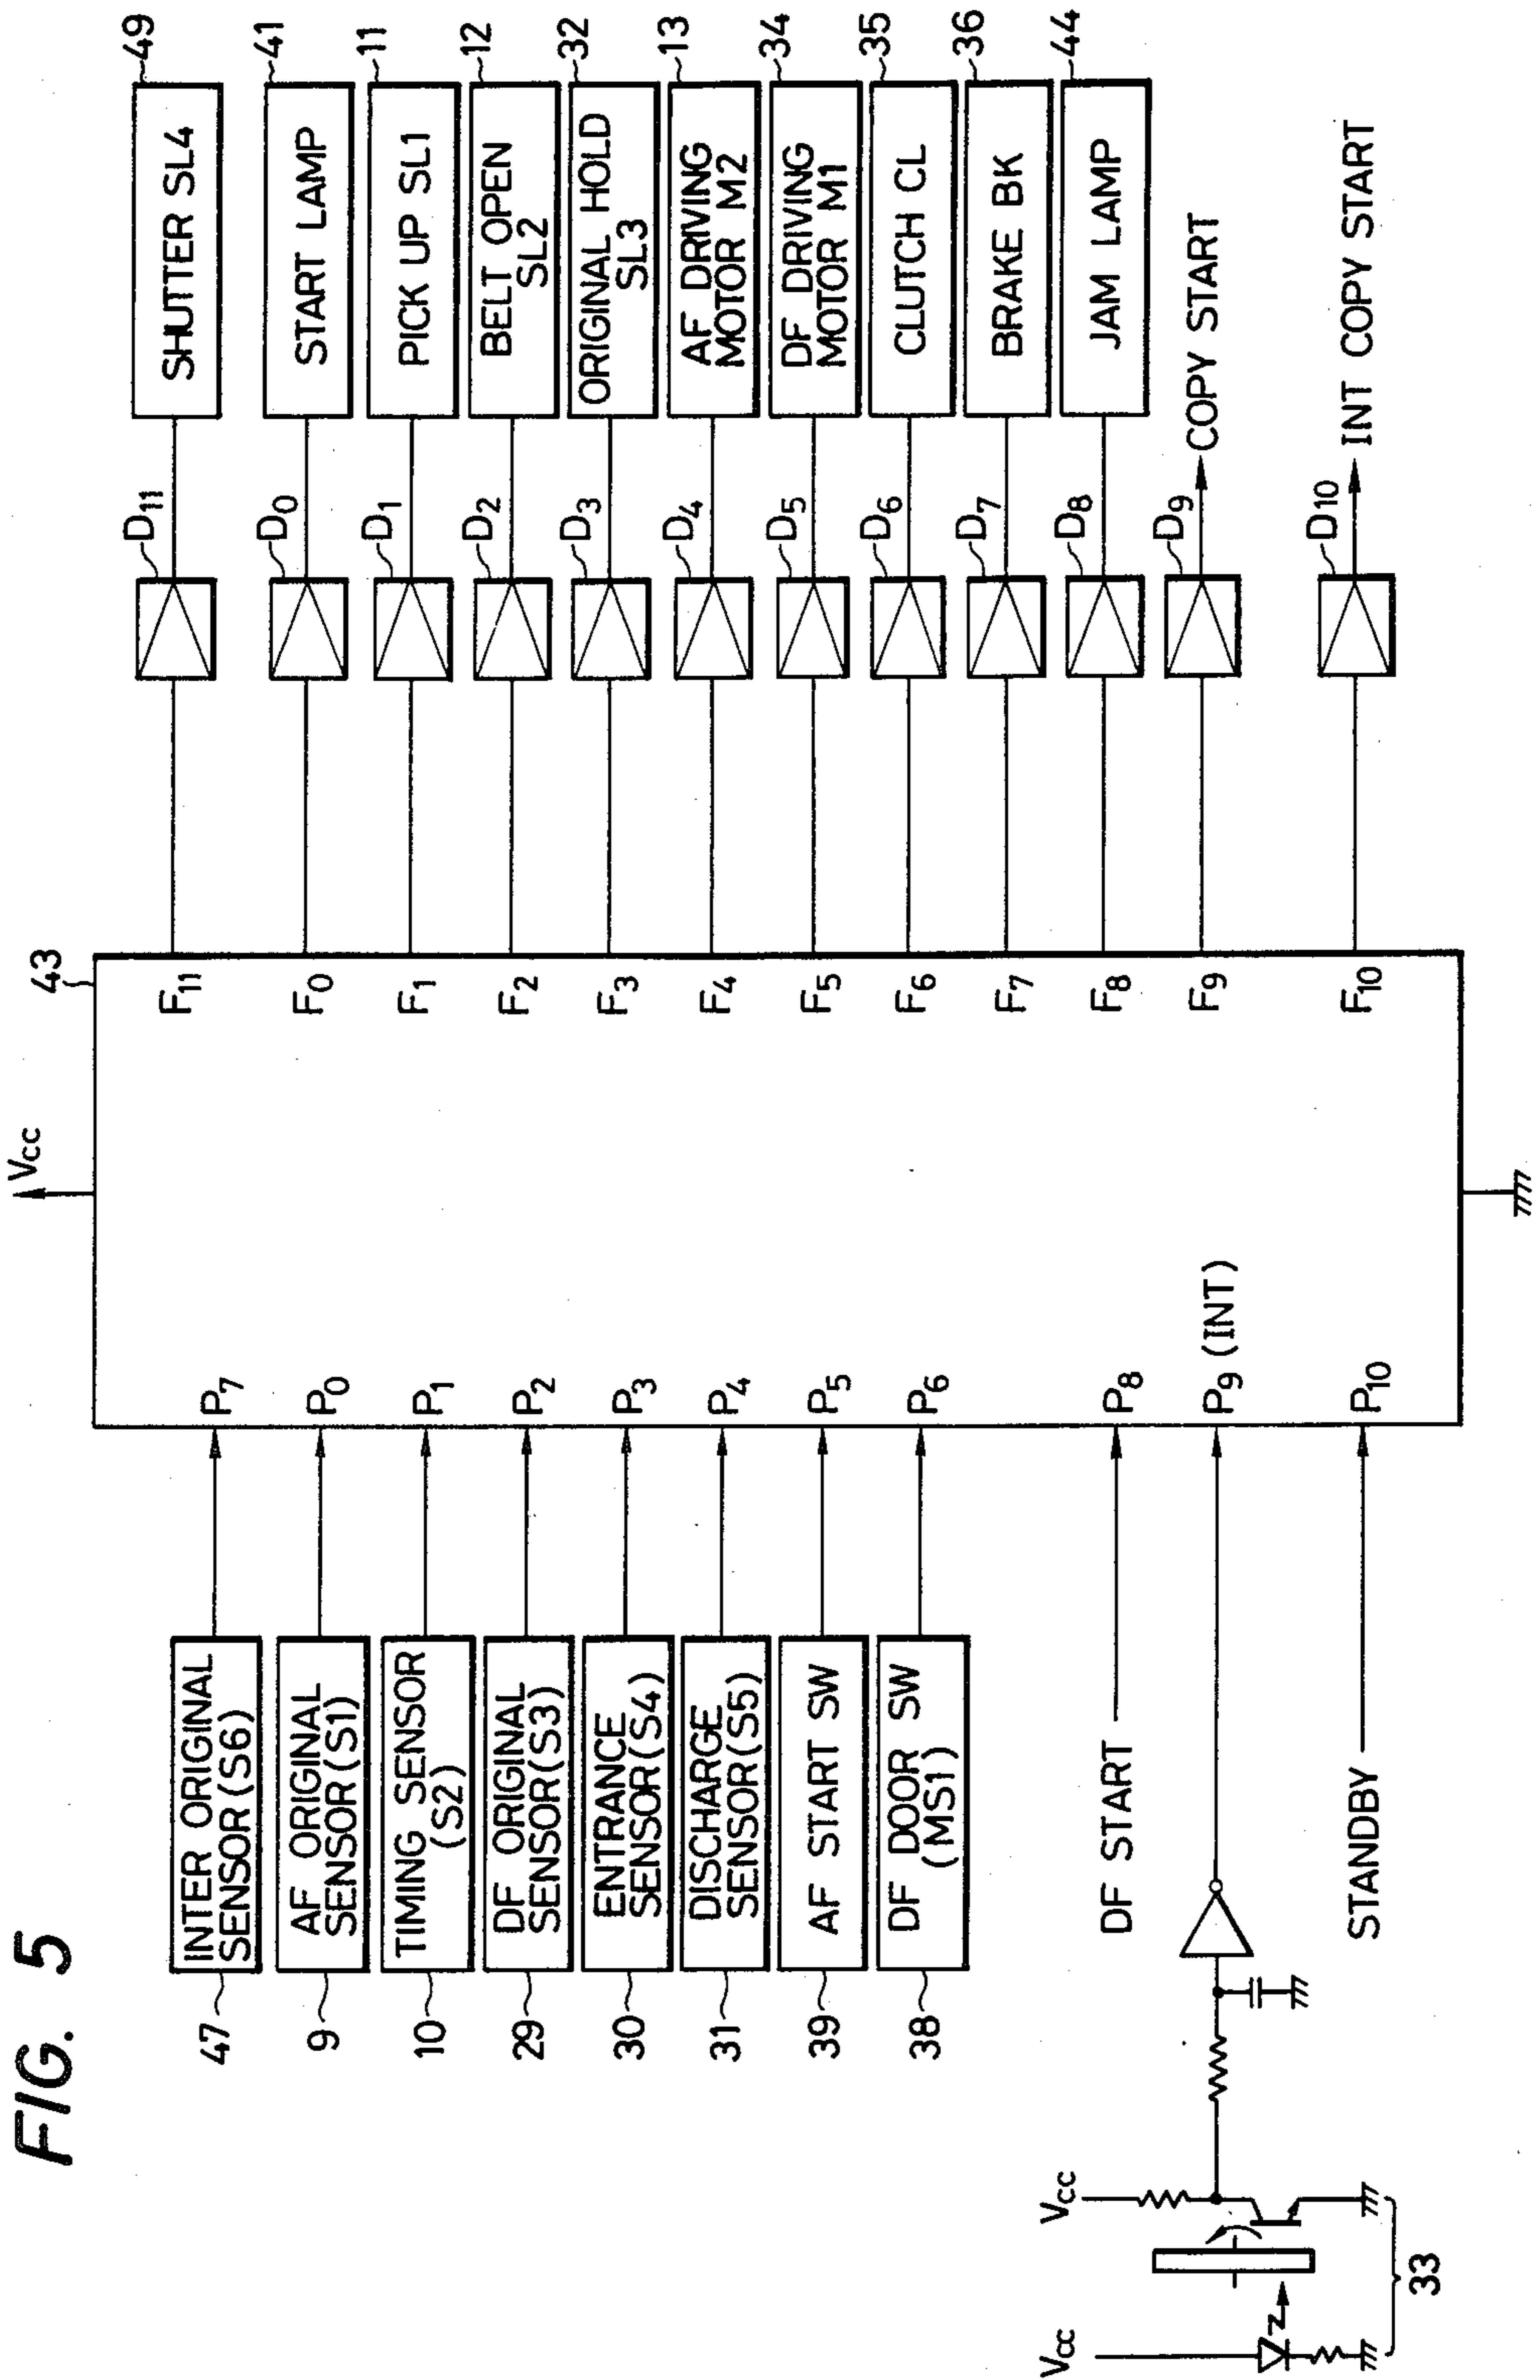 FIG. 5
47
INTER ORIGINAL
SENSOR(S6)
9
AF ORIGINAL
SENSOR(S1)
10
TIMING SENSOR
(S2)
29
DF ORIGINAL
SENSOR(S3)
30
ENTRANCE
SENSOR(S4)
31
DISCHARGE
SENSOR(S5)
39
AF START SW
38
DF DOOR SW
(MS1)
DF START
STANDBY
Vcc
Vcc
33
Vcc
43
P7
P0
P1
P2
P3
P4
P5
P6
P8
P9 (INT)
P10
F11
F0
F1
F2
F3
F4
F5
F6
F7
F8
F9
F10
D11
D0
D1
D2
D3
D4
D5
D6
D7
D8
D9
D10
SHUTTER SL4
49
START LAMP
41
PICK UP SL1
11
BELT OPEN
SL2
12
ORIGINAL HOLD
SL3
32
AF DRIVING
MOTOR M2
13
DF DRIVING
MOTOR M1
34
CLUTCH CL
35
BRAKE BK
36
JAM LAMP
44
COPY START
INT COPY START